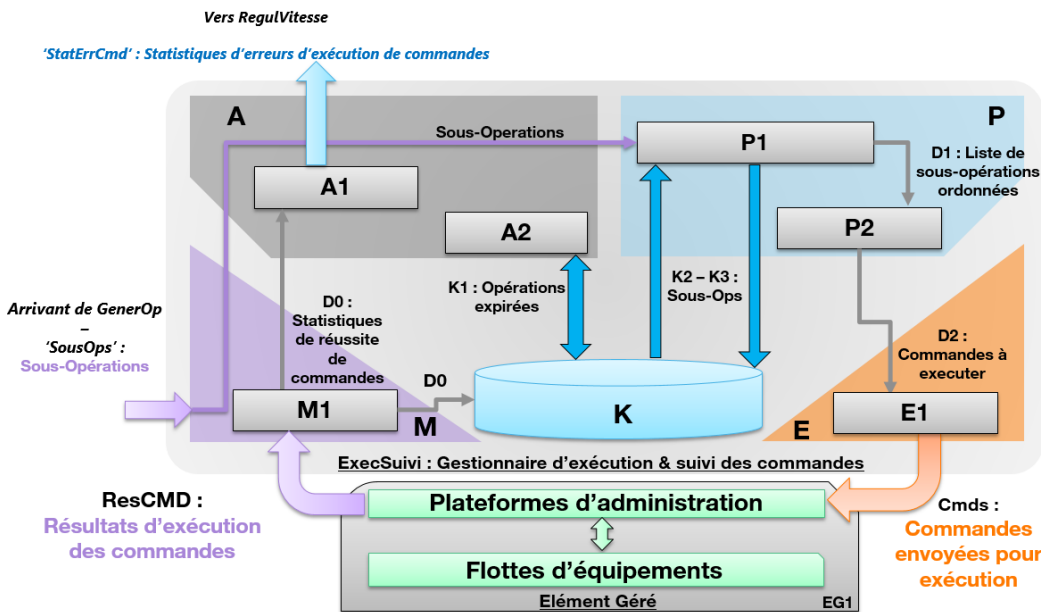 Vers RegulVitesse
‘StatErrCmd’ : Statistiques d’erreurs d’exécution de commandes
A
P
Sous-Operations
P1
D1 : Liste de
sous-opérations
ordonnées
A1
A2
P2
K1 : Opérations
expirées
K2 – K3 :
Sous-Ops
Arrivant de GenerOp
–
‘SousOps’ :
Sous-Opérations
D0 :
Statistiques
de réussite
de
commandes
D0
D2 :
Commandes à
executer
M1
M
K
E1
E
ExecSuivi : Gestionnaire d’exécution & suivi des commandes
ResCMD :
Résultats d’exécution
des commandes
Plateformes d’administration
Flottes d’équipements
Elément Géré
EG1
Cmds :
Commandes
envoyées pour
exécution